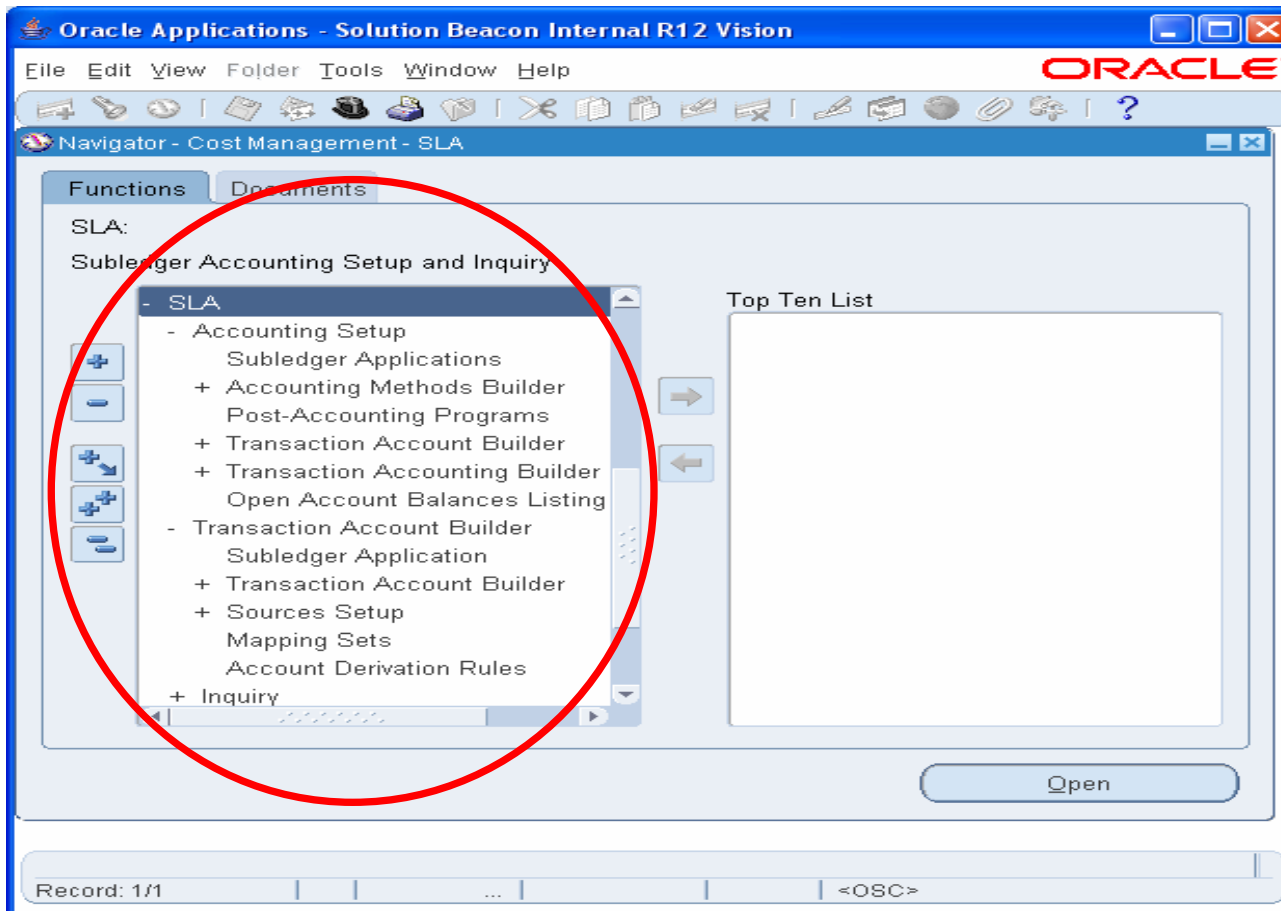 Oracle Applications - Solution Beacon Internal R12 Vision
File Edit View Folder Tools Window Help
ORACLE
Navigator - Cost Management - SLA
Functions Documents
SLA:
Subledger Accounting Setup and Inquiry
- SLA
- Accounting Setup
Subledger Applications
+ Accounting Methods Builder
Post-Accounting Programs
+ Transaction Account Builder
+ Transaction Accounting Builder
Open Account Balances Listing
- Transaction Account Builder
Subledger Application
+ Transaction Account Builder
+ Sources Setup
Mapping Sets
Account Derivation Rules
+ Inquiry
Top Ten List
Open
Record: 1/1 ... <OSC>